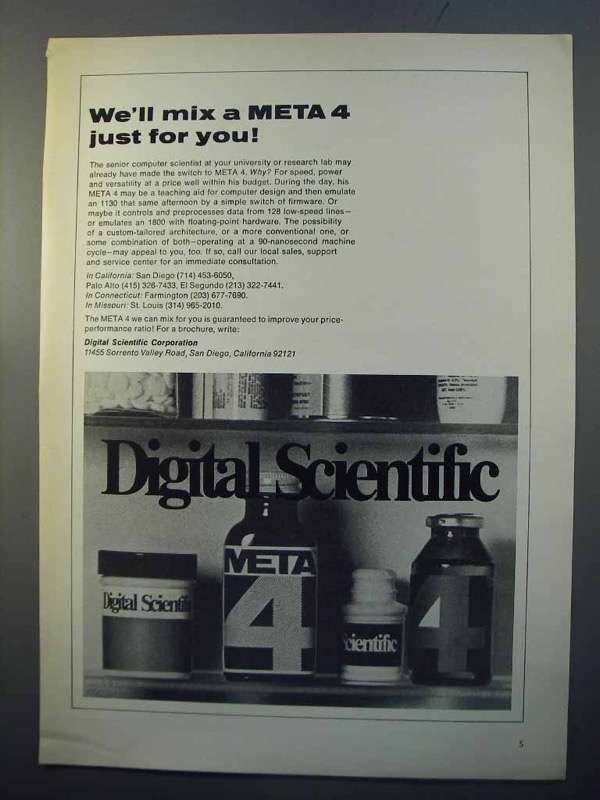 We'll mix a META 4
just for you!
The senior computer scientist at your university or research lab may
already have made the switch to META 4. Why? For speed, power
and versatility at a price well within his budget. During the day, his
META 4 may be a teaching aid for computer design and then emulate
an 1130 that same afternoon by a simple switch of firmware. Or
maybe it controls and preprocesses data from 128 low-speed lines—
or emulates an 1800 with floating-point hardware. The possibility
of a custom-tailored architecture, or a more conventional one, or
some combination of both—operating at a 90-nanosecond machine
cycle—may appeal to you, too. If so, call our local sales, support
and service center for an immediate consultation.
In California: San Diego (714) 453-6050,
Palo Alto (415) 328-7433, El Segundo (213) 322-7441.
In Connecticut: Farmington (203) 677-7690.
In Missouri: St. Louis (314) 965-2010.
The META 4 we can mix for you is guaranteed to improve your price-
performance ratio! For a brochure, write:
Digital Scientific Corporation
11455 Sorrento Valley Road, San Diego, California 92121
Digital Scientific
META
4
Digital Scientifi
Scientific
4
5